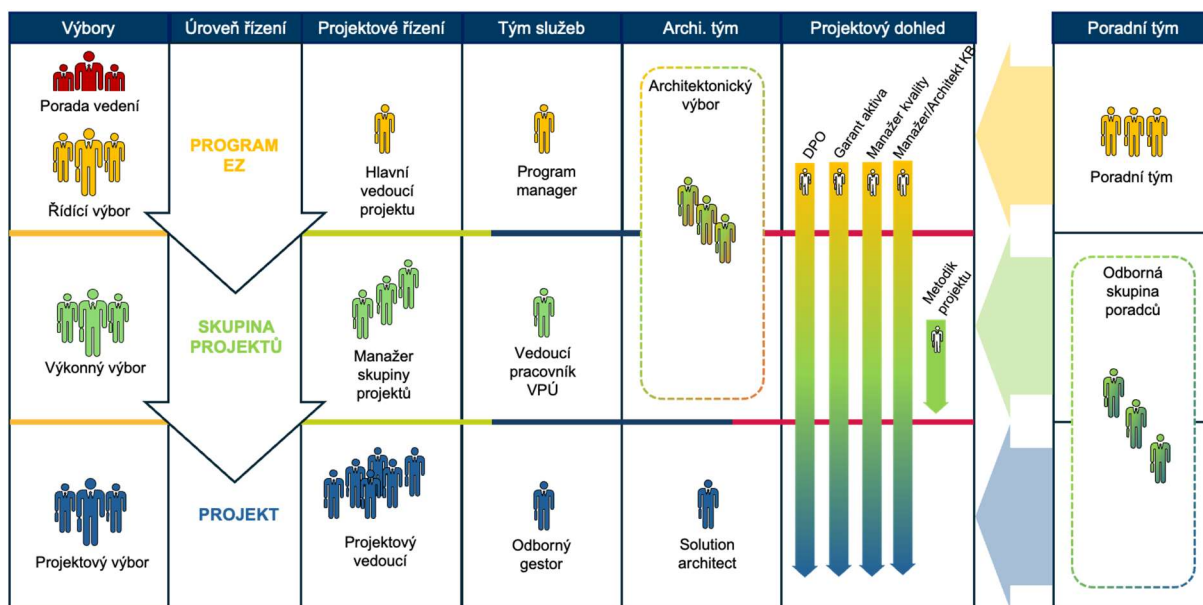 Výbory
Úroveň řízení
Projektové řízení
Tým služeb
Archi. tým
Projektový dohled
Poradní tým
Porada vedení
Řídící výbor
PROGRAM
EZ
Hlavní
vedoucí
projektu
Program
manager
Architektonický
výbor
DPO
Garant aktiva
Manažer kvality
Manažer/Architekt KB
Poradní tým
Výkonný výbor
SKUPINA
PROJEKTŮ
Manažer
skupiny
projektů
Vedoucí
pracovník
VPÚ
Metodik
projektu
Odborná
skupina
poradců
Projektový výbor
PROJEKT
Projektový
vedoucí
Odborný
gestor
Solution
architect